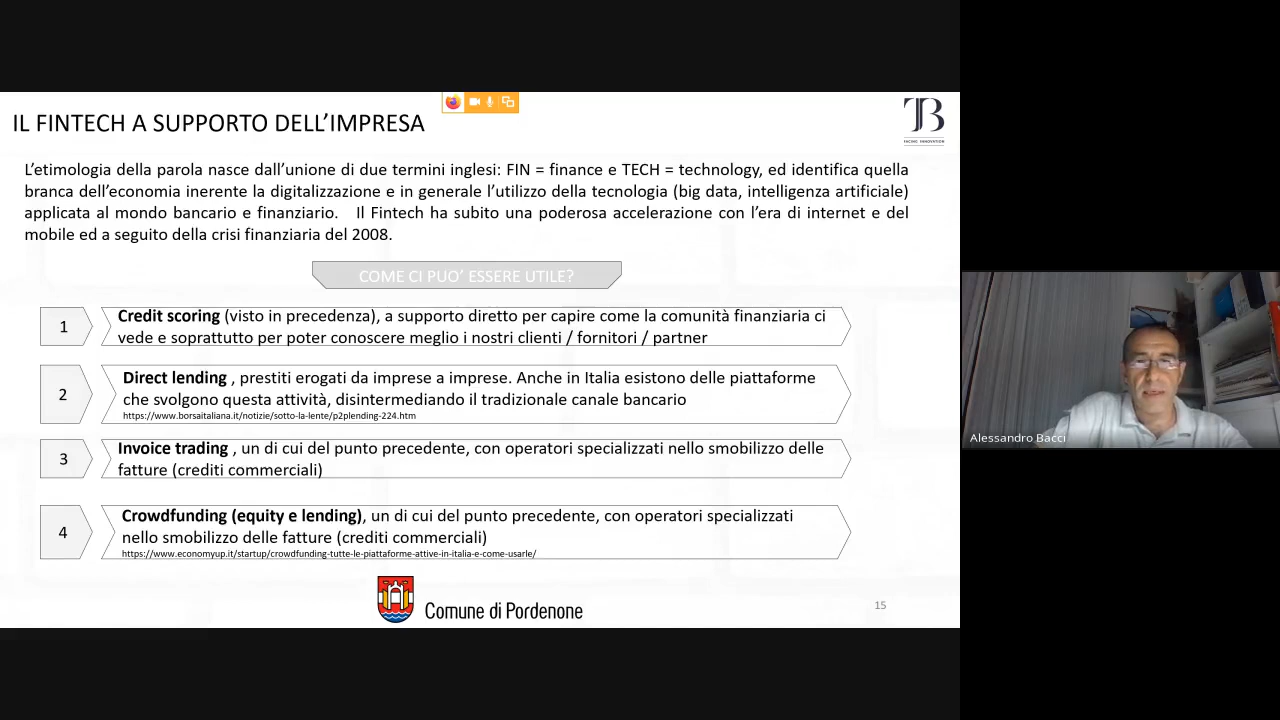 IL FINTECH A SUPPORTO DELL'IMPRESA
TB
FACING INNOVATION
L'etimologia della parola nasce dall'unione di due termini inglesi: FIN = finance e TECH = technology, ed identifica quella
branca dell'economia inerente la digitalizzazione e in generale l'utilizzo della tecnologia (big data, intelligenza artificiale)
applicata al mondo bancario e finanziario. Il Fintech ha subito una poderosa accelerazione con l'era di internet e del
mobile ed a seguito della crisi finanziaria del 2008.
COME CI PUO' ESSERE UTILE?
1
Credit scoring (visto in precedenza), a supporto diretto per capire come la comunità finanziaria ci
vede e soprattutto per poter conoscere meglio i nostri clienti / fornitori / partner
2
Direct lending , prestiti erogati da imprese a imprese. Anche in Italia esistono delle piattaforme
che svolgono questa attività, disintermediando il tradizionale canale bancario
https://www.borsaitaliana.it/notizie/sotto-la-lente/p2plending-224.htm
3
Invoice trading , un di cui del punto precedente, con operatori specializzati nello smobilizzo delle
fatture (crediti commerciali)
4
Crowdfunding (equity e lending), un di cui del punto precedente, con operatori specializzati
nello smobilizzo delle fatture (crediti commerciali)
https://www.economyup.it/startup/crowdfunding-tutte-le-piattaforme-attive-in-italia-e-come-usarle/
Comune di Pordenone
15
Alessandro Bacci